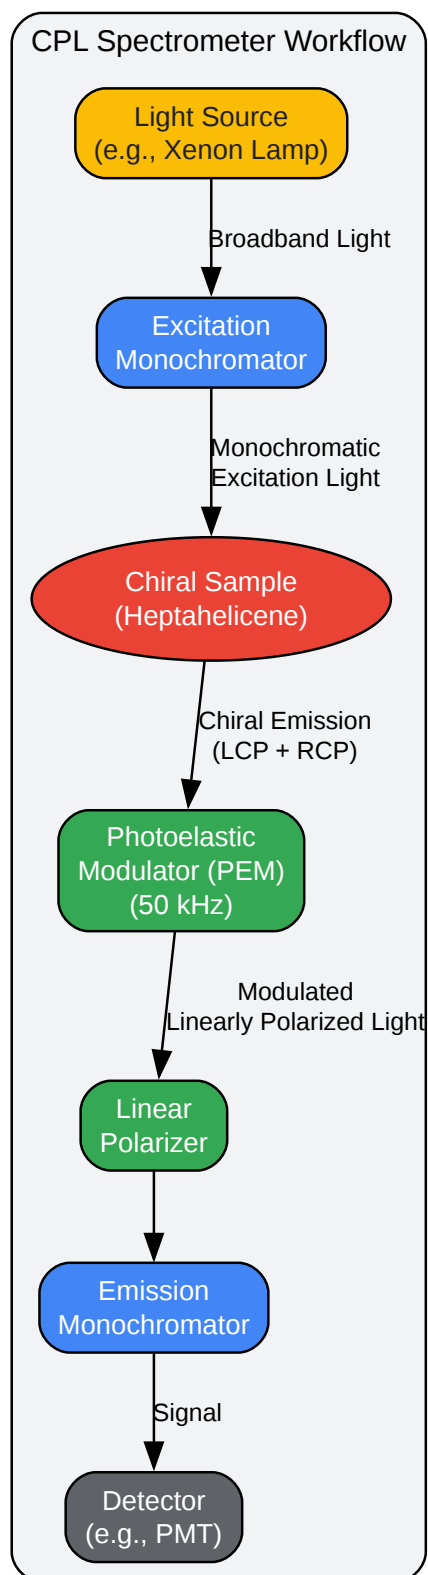 CPL Spectrometer Workflow
Light Source
(e.g., Xenon Lamp)
Broadband Light
Excitation
Monochromator
Monochromatic
Excitation Light
Chiral Sample
(Heptahelicene)
Chiral Emission
(LCP + RCP)
Photoelastic
Modulator (PEM)
(50 kHz)
Modulated
Linearly Polarized Light
Linear
Polarizer
Emission
Monochromator
Signal
Detector
(e.g., PMT)